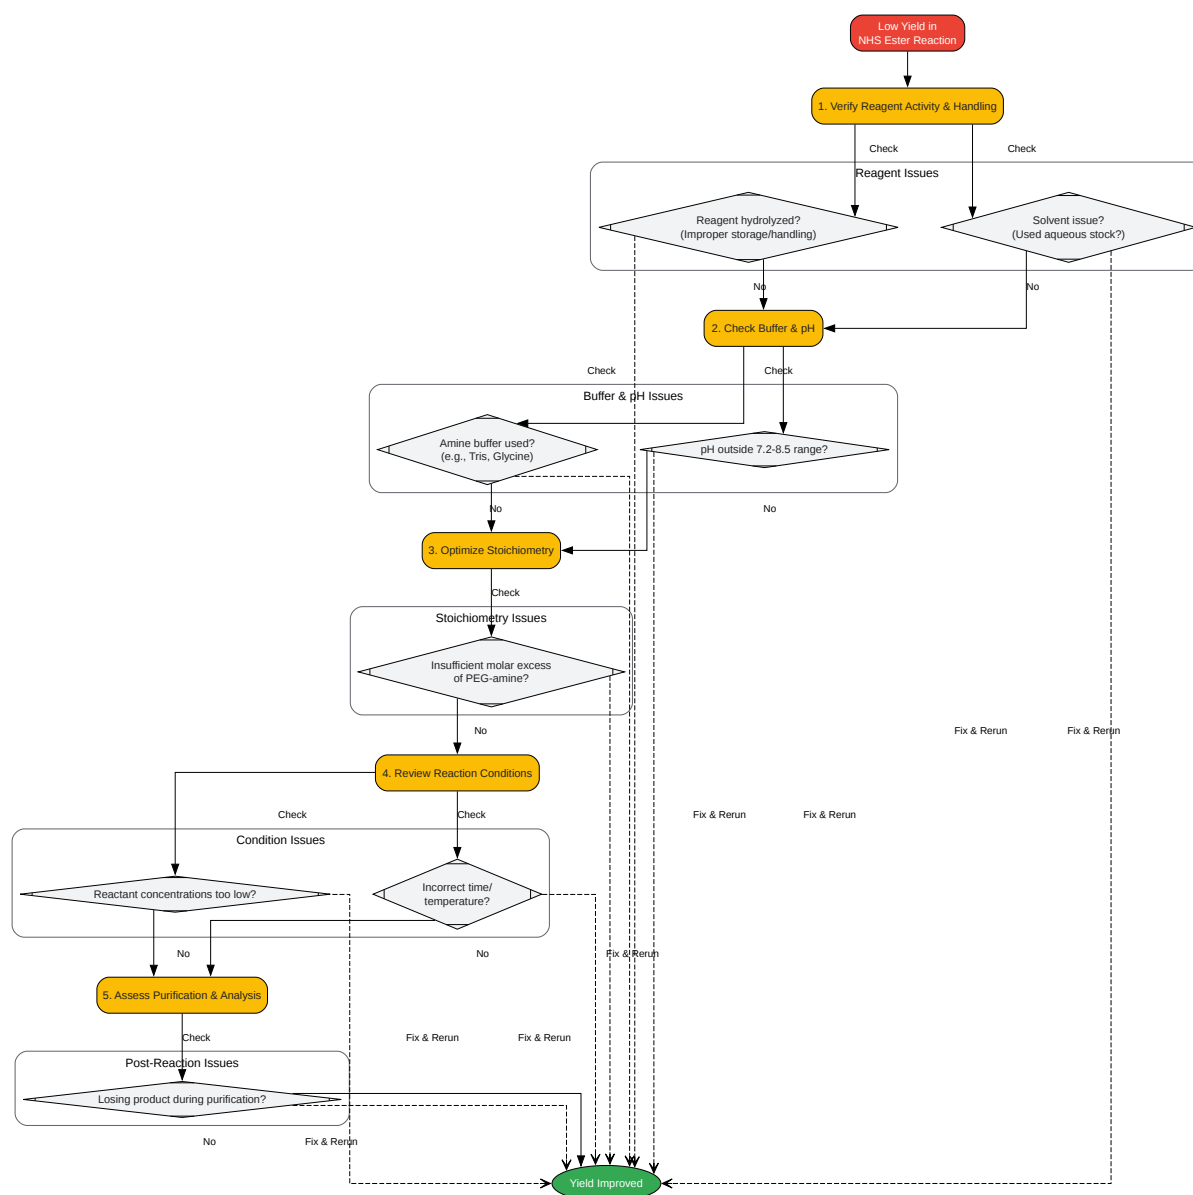 Low Yield in
NHS Ester Reaction
1. Verify Reagent Activity & Handling
Check
Check
Reagent Issues
Reagent hydrolyzed?
(Improper storage/handling)
Solvent issue?
(Used aqueous stock?)
No
No
2. Check Buffer & pH
Check
Check
Buffer & pH Issues
Amine buffer used?
(e.g., Tris, Glycine)
pH outside 7.2-8.5 range?
No
No
3. Optimize Stoichiometry
Check
Stoichiometry Issues
Insufficient molar excess
of PEG-amine?
No
Fix & Rerun
Fix & Rerun
4. Review Reaction Conditions
Check
Check
Fix & Rerun
Fix & Rerun
Condition Issues
Reactant concentrations too low?
Incorrect time/
temperature?
No
No
Fix & Rerun
5. Assess Purification & Analysis
Check
Fix & Rerun
Fix & Rerun
Post-Reaction Issues
Losing product during purification?
No
Fix & Rerun
Yield Improved